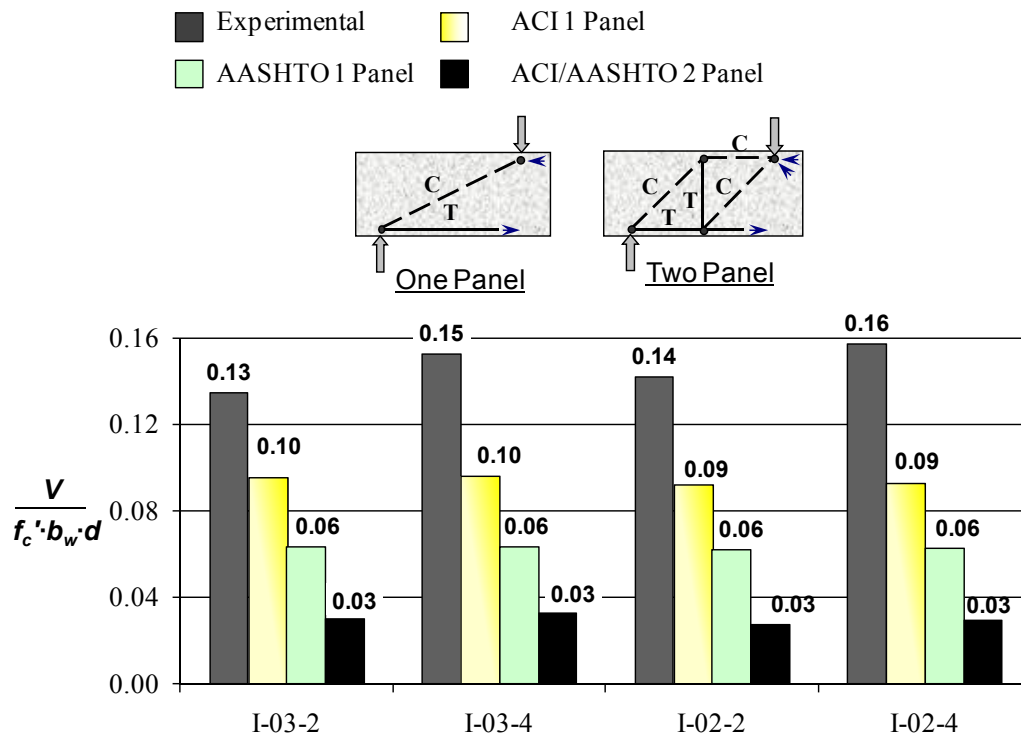 Experimental
ACI 1 Panel
AASHTO 1 Panel
ACI/AASHTO 2 Panel
C
T
One Panel
C
C
T
T
C
Two Panel
V
f_c'·b_w·d
0.16
0.12
0.08
0.04
0.00
0.13
0.10
0.06
0.03
0.15
0.10
0.06
0.03
0.14
0.09
0.06
0.03
0.16
0.09
0.06
0.03
I-03-2
I-03-4
I-02-2
I-02-4